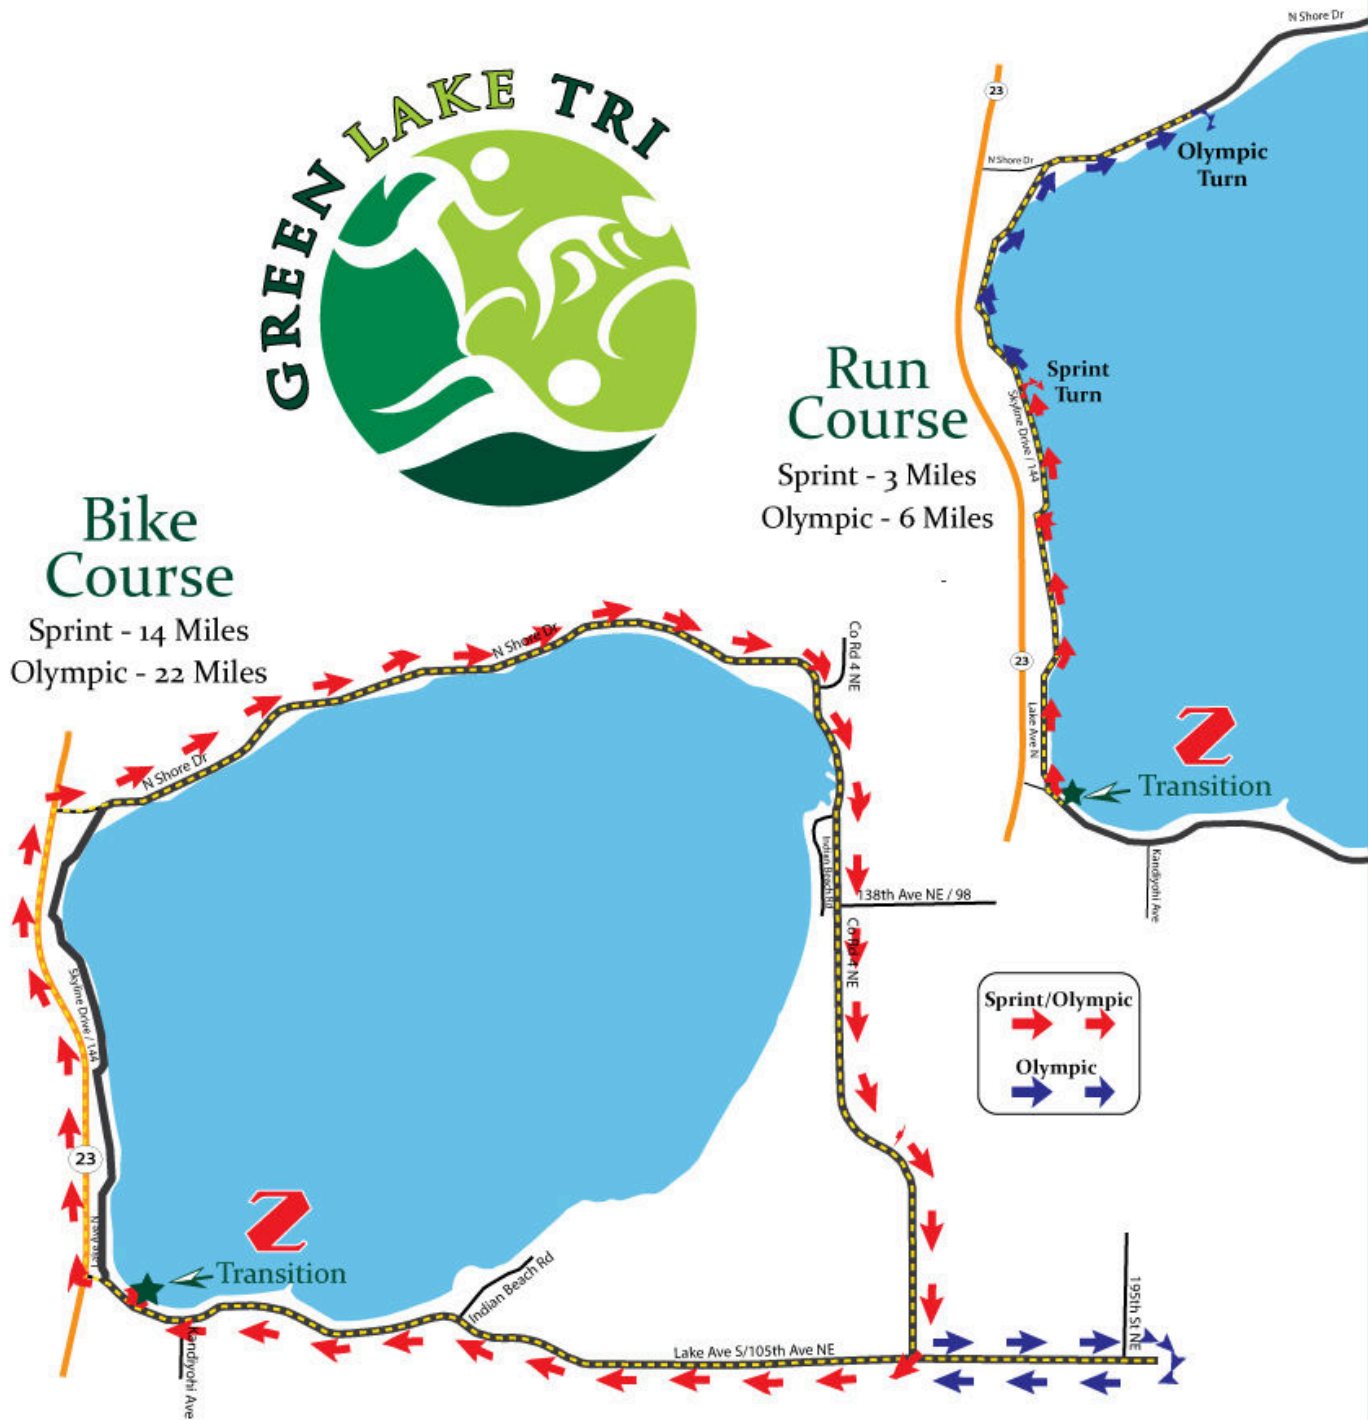 GREEN LAKE TRI
N Shore Dr
23
N Shore Dr
Olympic
Turn
Sprint
Turn
Skyline Drive / 144
Run
Course
Sprint - 3 Miles
Olympic - 6 Miles
-
23
Lake Ave N
Z
Transition
Kandiyohi Ave
Bike
Course
Sprint - 14 Miles
Olympic - 22 Miles
N Shore Dr
Co Rd 4 NE
N Shore Dr
Indian Beach Rd
138th Ave NE / 98
Co Rd 4 NE
Skyline Drive / 144
Sprint/Olympic
Olympic
23
Lake Ave N
Z
Transition
Indian Beach Rd
Kandiyohi Ave
Lake Ave S/105th Ave NE
195th St NE